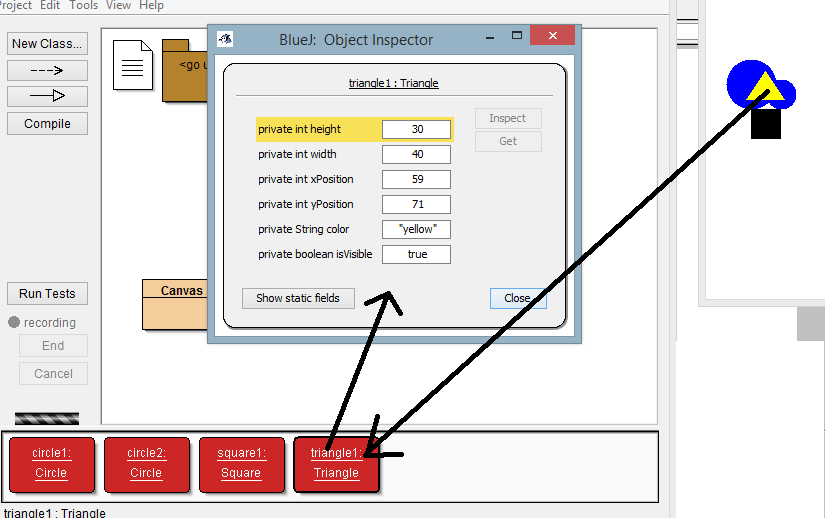 Project Edit Tools View Help
New Class...
Compile
<go u
BlueJ: Object Inspector
triangle1 : Triangle
private int height 30
private int width 40
private int xPosition 59
private int yPosition 71
private String color "yellow"
private boolean isVisible true
Inspect
Get
Show static fields
Close
Canvas
Run Tests
recording
End
Cancel
circle1:
Circle
circle2:
Circle
square1:
Square
triangle1:
Triangle
triangle1 : Triangle